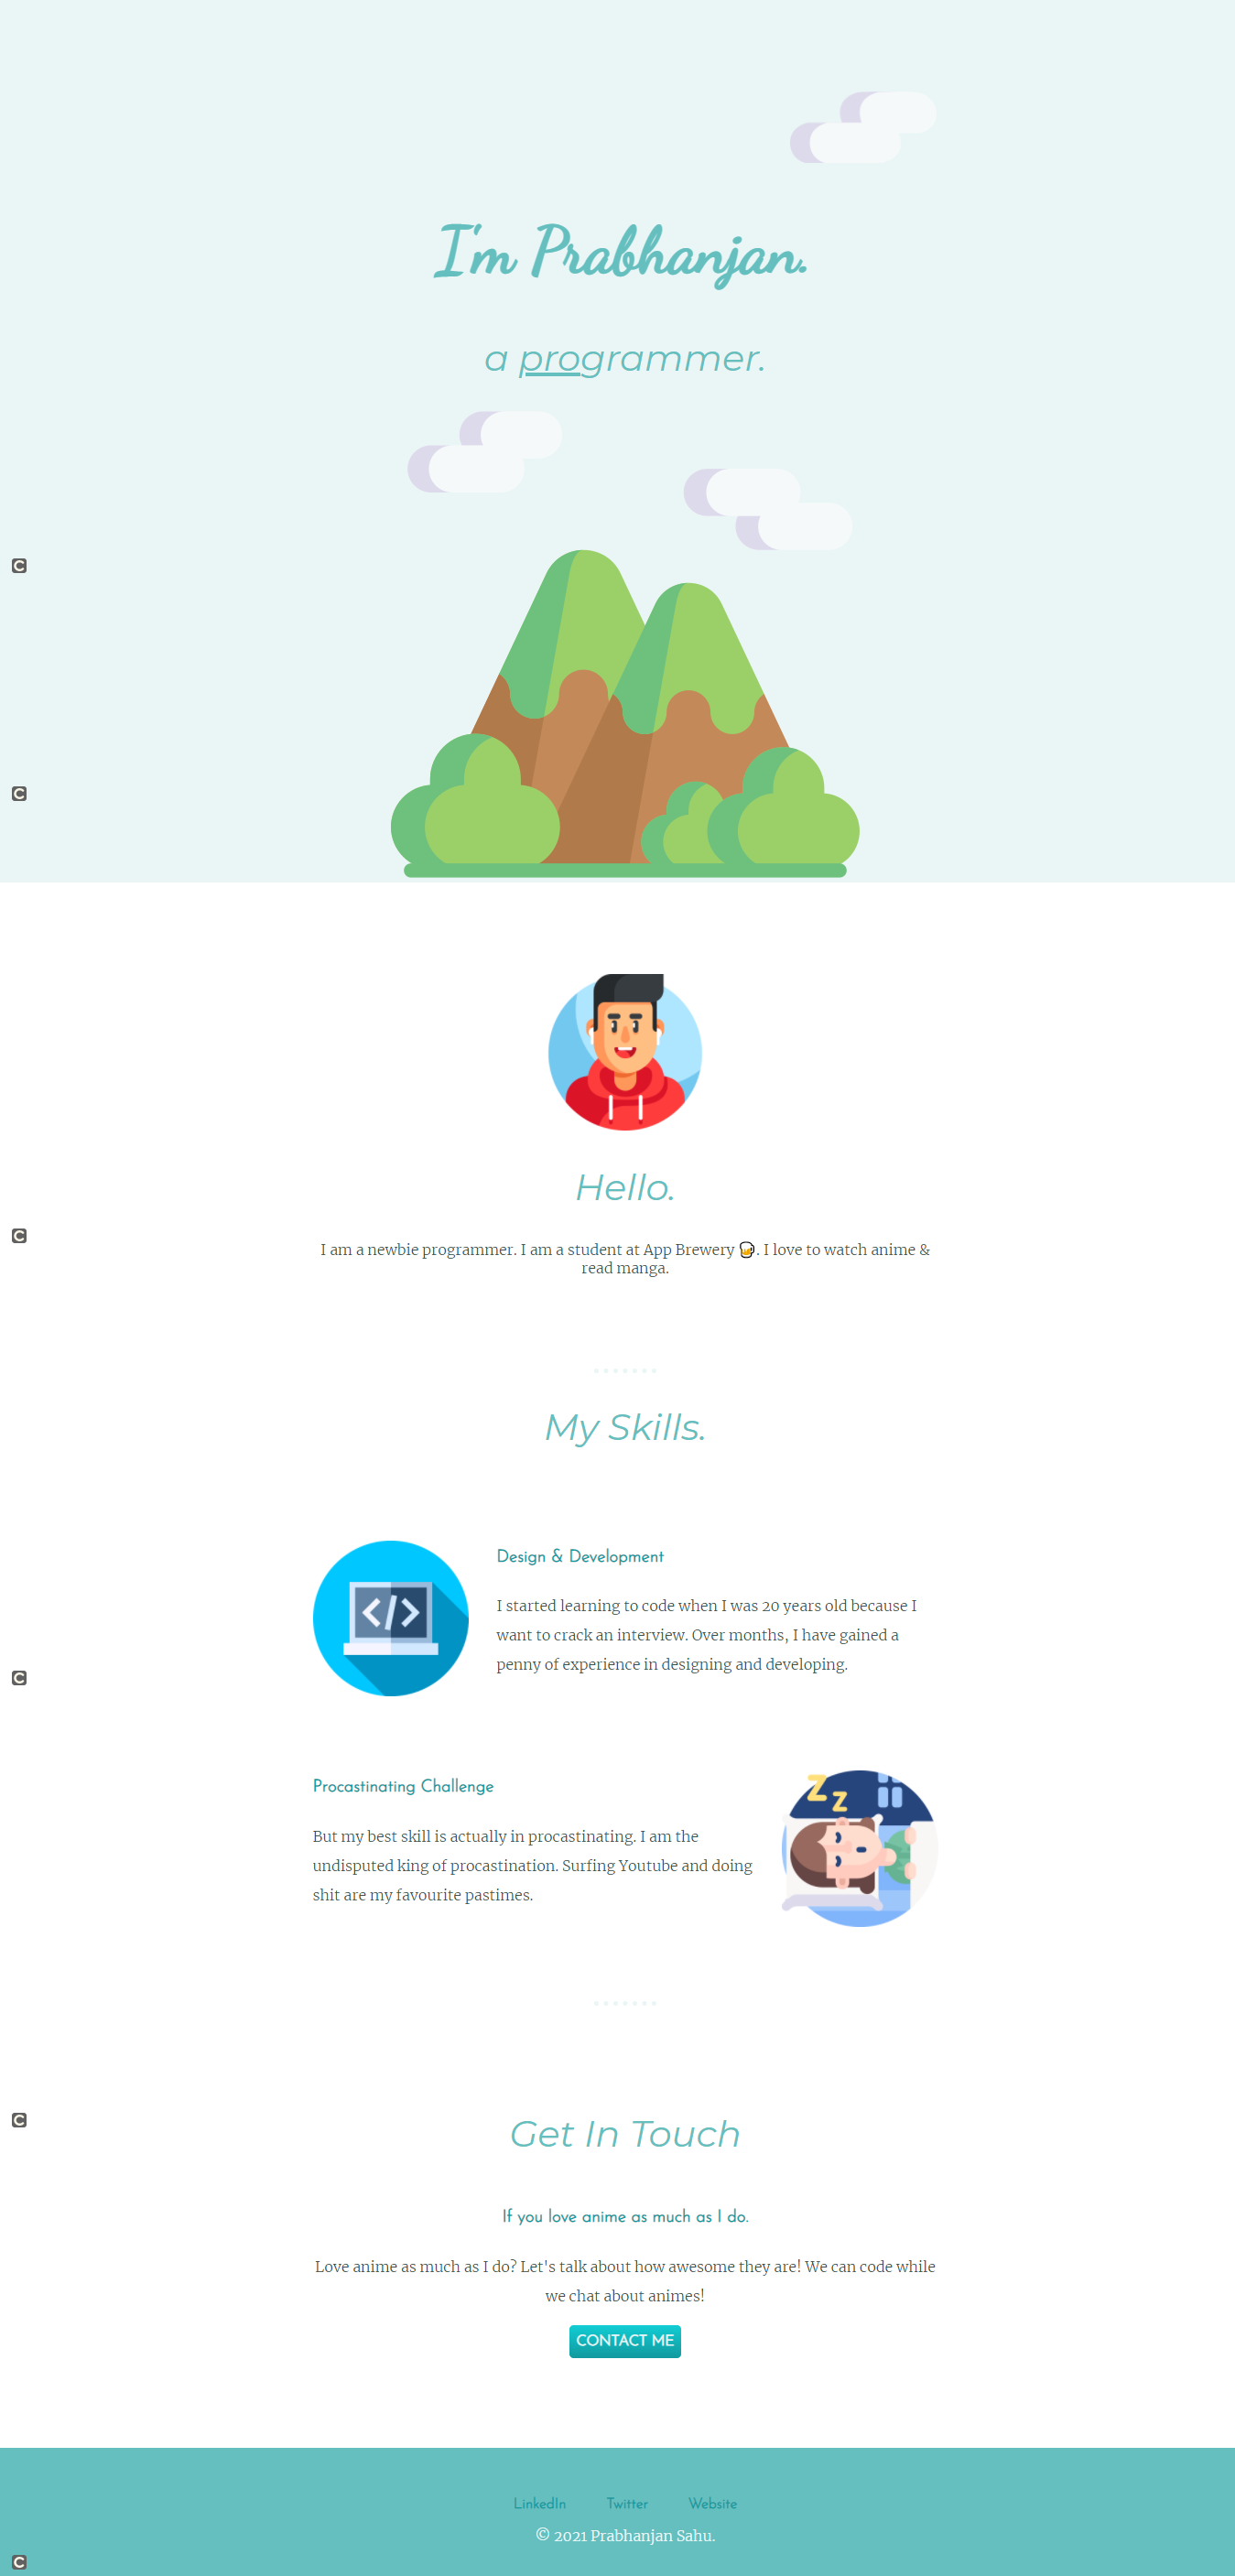 I'm Prabhanjan.
a programmer.
Hello.
I am a newbie programmer. I am a student at App Brewery 🍺. I love to watch anime &
read manga.
My Skills.
</>
Design & Development
I started learning to code when I was 20 years old because I
want to crack an interview. Over months, I have gained a
penny of experience in designing and developing.
Procastinating Challenge
But my best skill is actually in procastinating. I am the
undisputed king of procastination. Surfing Youtube and doing
shit are my favourite pastimes.
Z
Z
Get In Touch
If you love anime as much as I do.
Love anime as much as I do? Let's talk about how awesome they are! We can code while
we chat about animes!
CONTACT ME
LinkedIn Twitter Website
© 2021 Prabhanjan Sahu.
C
C
C
C
C
C